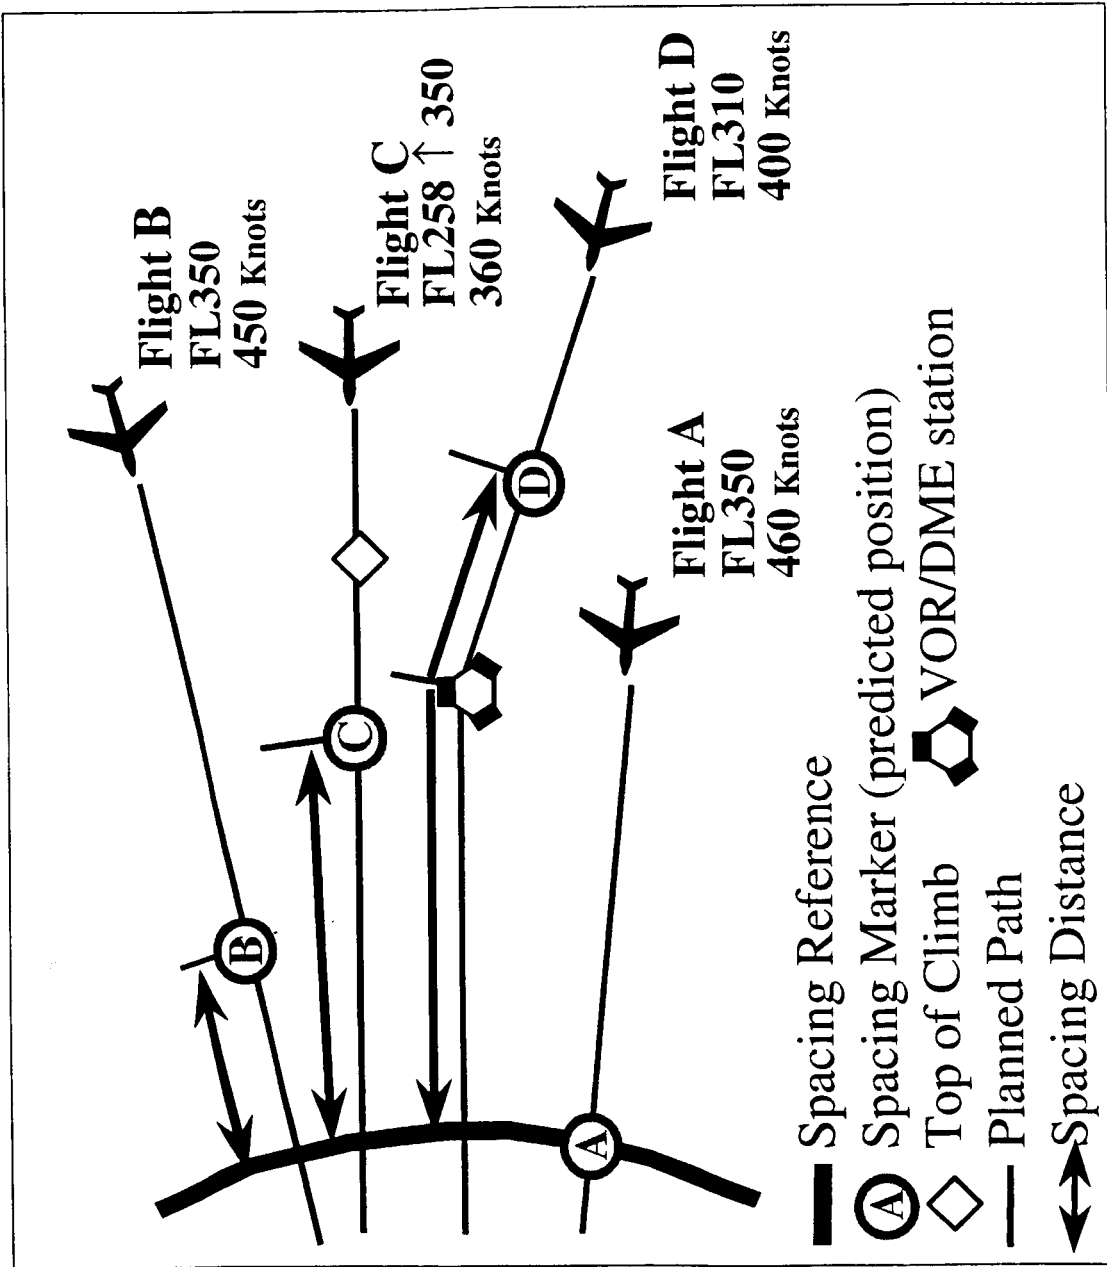 Flight B
FL350
450 Knots
Flight C
FL258 ↑ 350
360 Knots
Flight D
FL310
400 Knots
Flight A
FL350
460 Knots
B
C
D
A
Spacing Reference
A Spacing Marker (predicted position)
Top of Climb
VOR/DME station
Planned Path
Spacing Distance